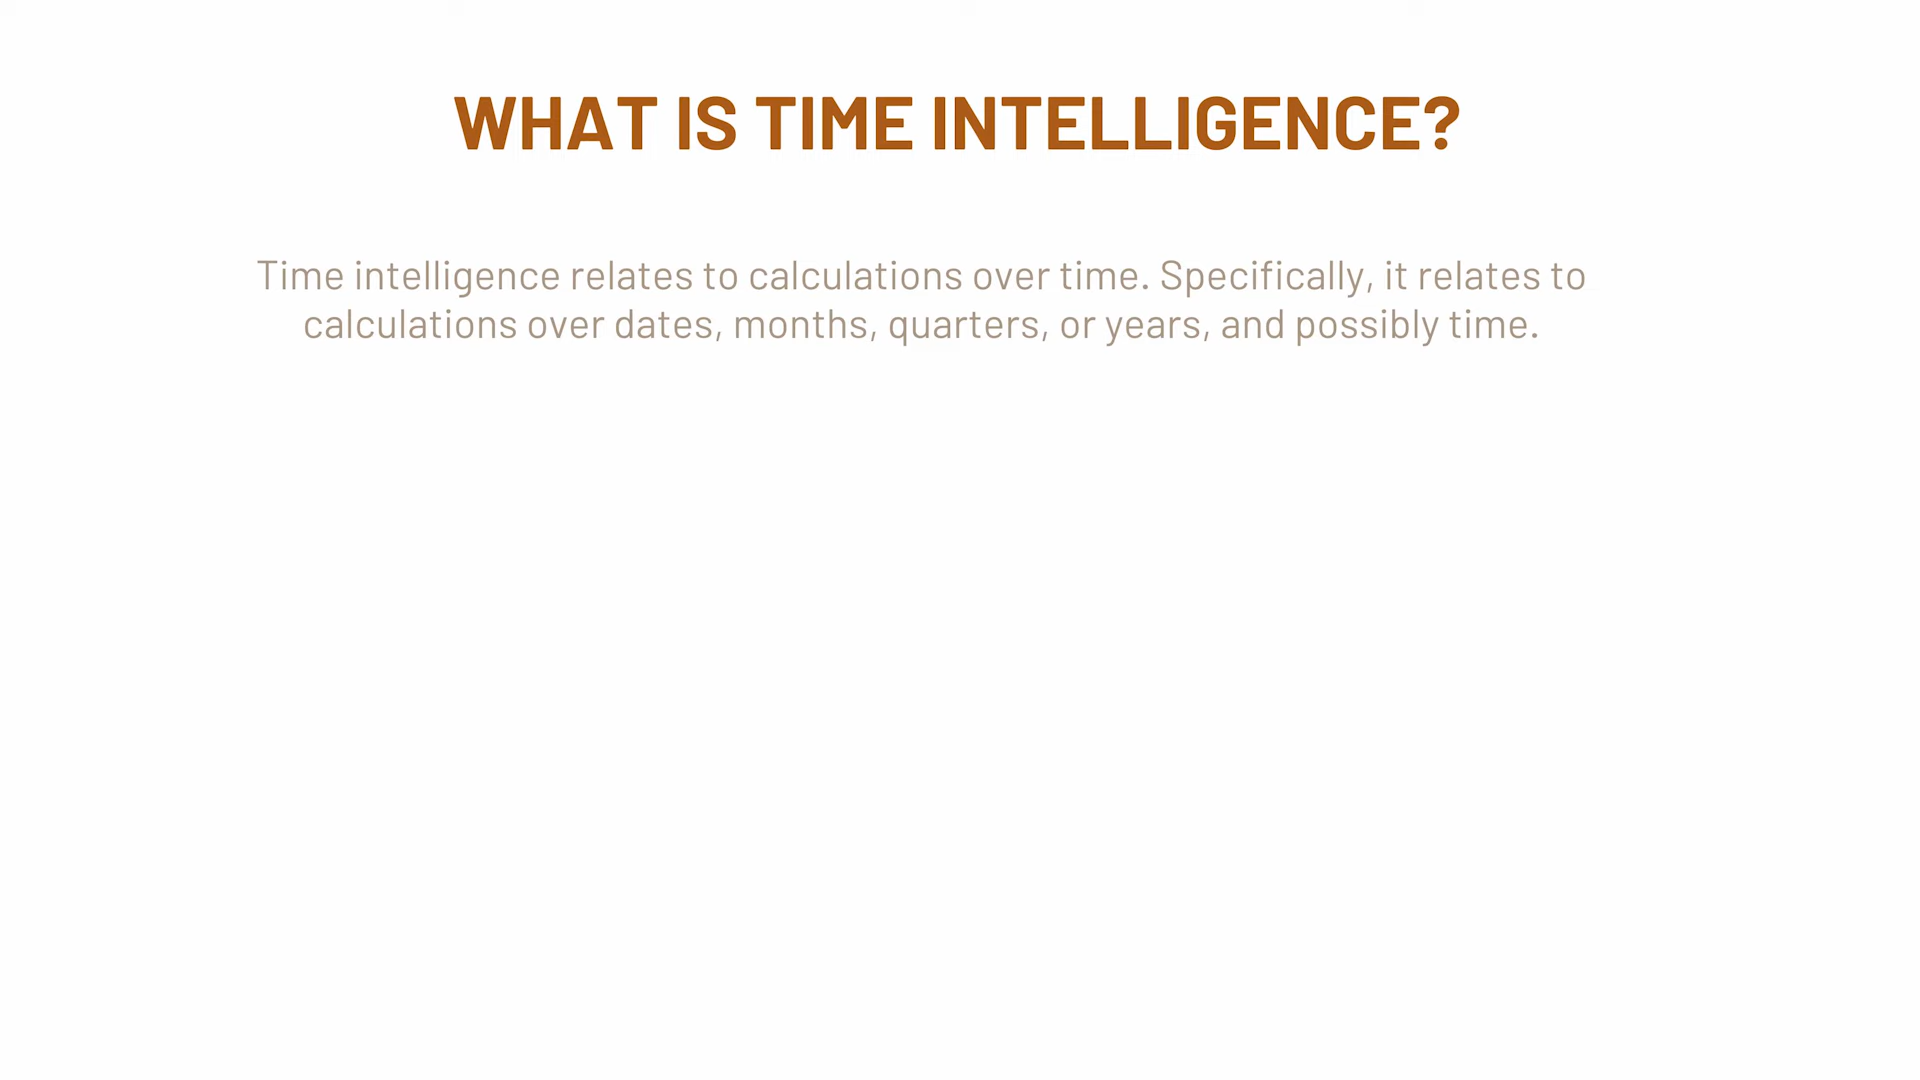 WHAT IS TIME INTELLIGENCE?
Time intelligence relates to calculations over time. Specifically, it relates to
calculations over dates, months, quarters, or years, and possibly time.